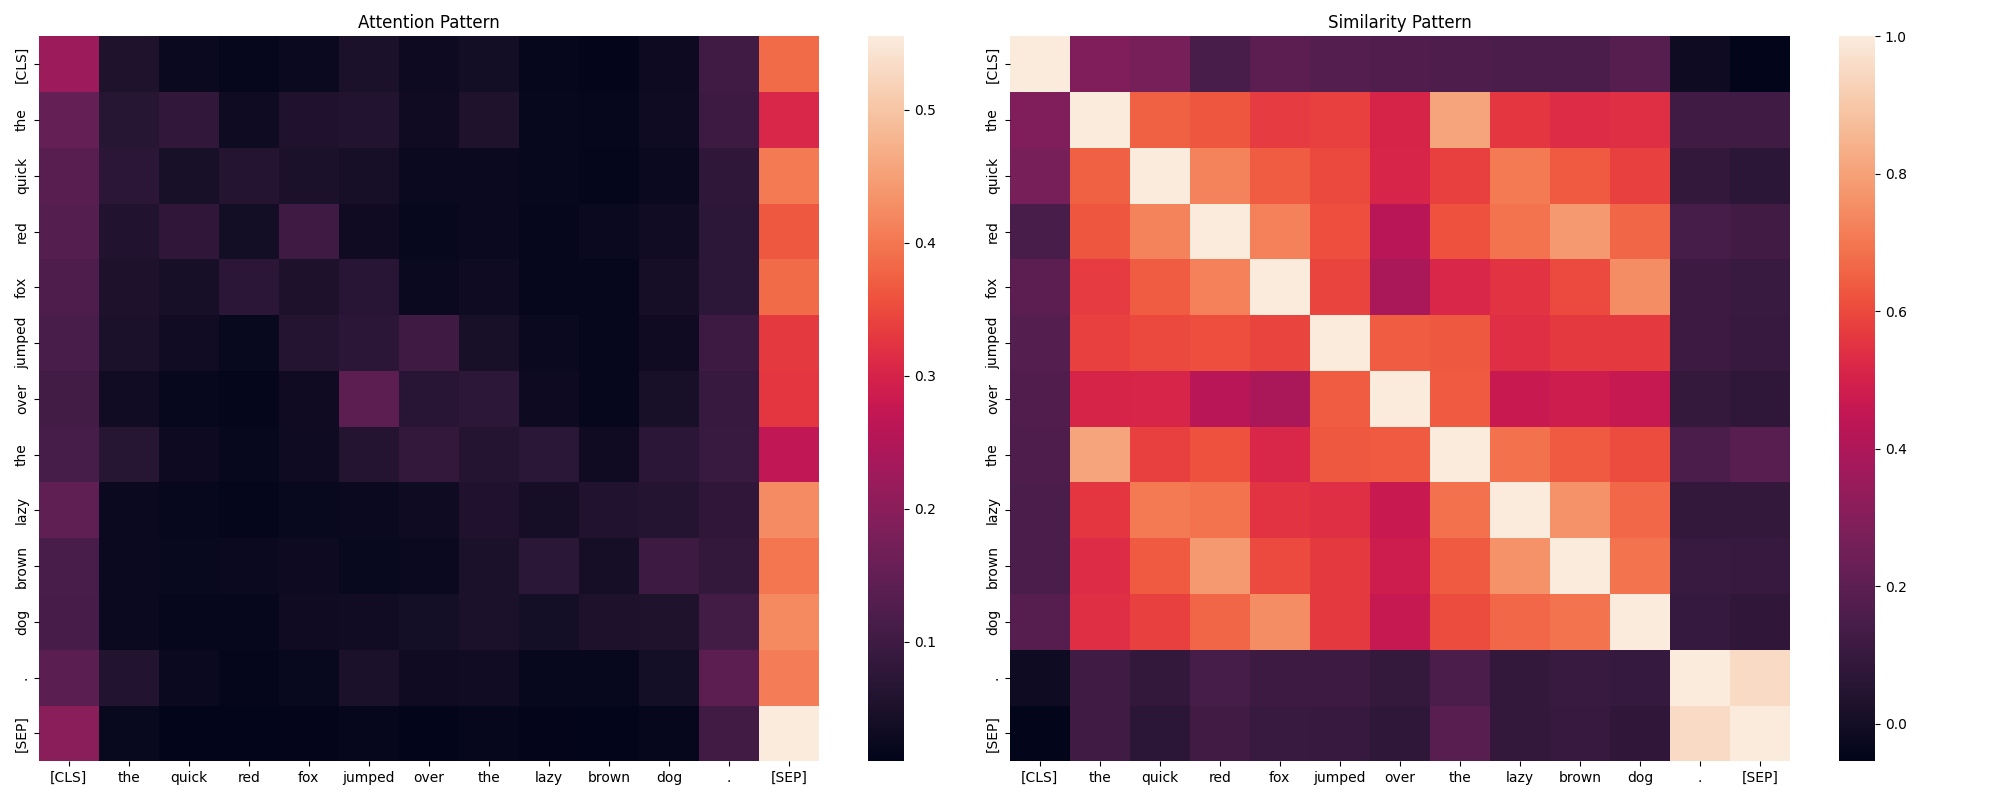 Attention Pattern
[CLS]
the
quick
red
fox
jumped
over
the
lazy
brown
dog
.
[SEP]
[CLS] the quick red fox jumped over the lazy brown dog . [SEP]
0.5
0.4
0.3
0.2
0.1
Similarity Pattern
[CLS]
the
quick
red
fox
jumped
over
the
lazy
brown
dog
.
[SEP]
[CLS] the quick red fox jumped over the lazy brown dog . [SEP]
1.0
0.8
0.6
0.4
0.2
0.0